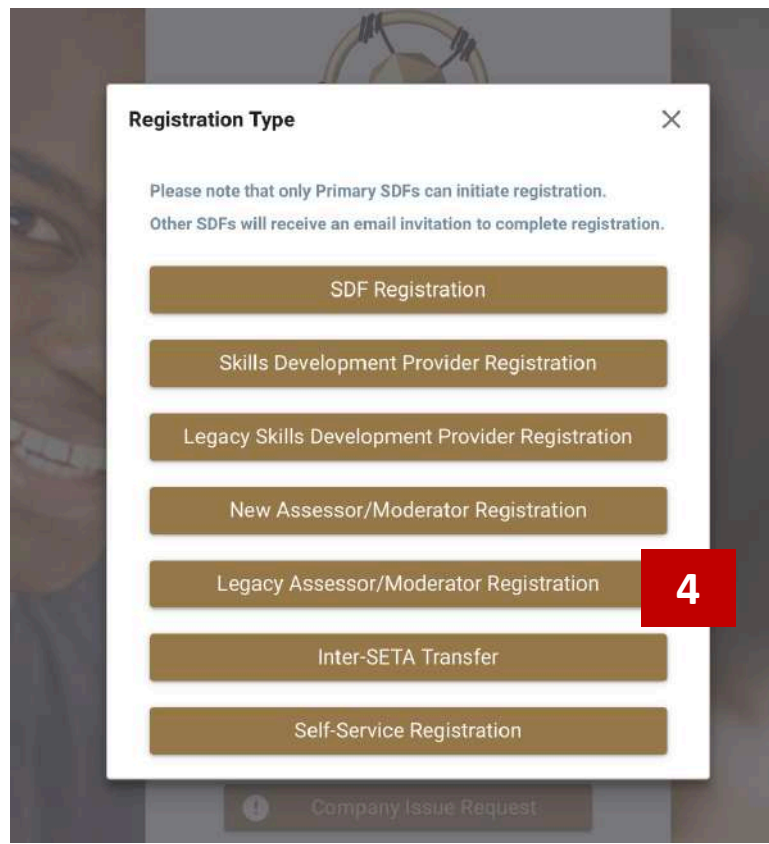 Registration Type
Please note that only Primary SDFs can initiate registration.
Other SDFs will receive an email invitation to complete registration.
SDF Registration
Skills Development Provider Registration
Legacy Skills Development Provider Registration
New Assessor/Moderator Registration
Legacy Assessor/Moderator Registration
4
Inter-SETA Transfer
Self-Service Registration
Company Issue Request